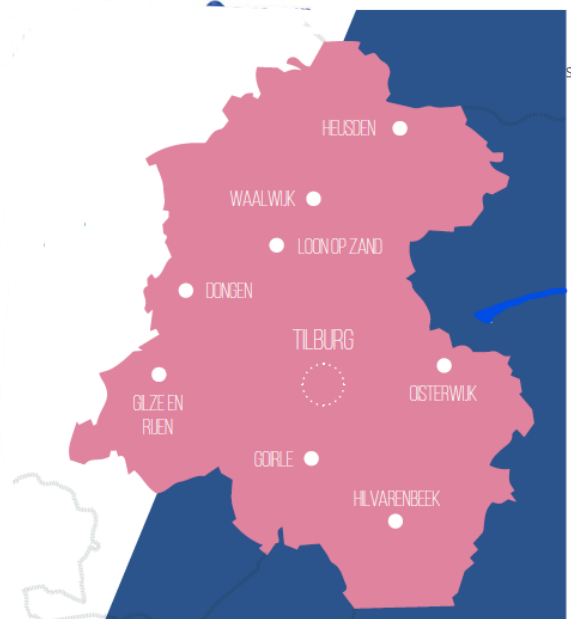 HEUSDEN
WAALWIJK
LOON OP ZAND
DONGEN
TILBURG
OISTERWIJK
GILZE EN
RIJEN
GOIRLE
HILVARENBEEK